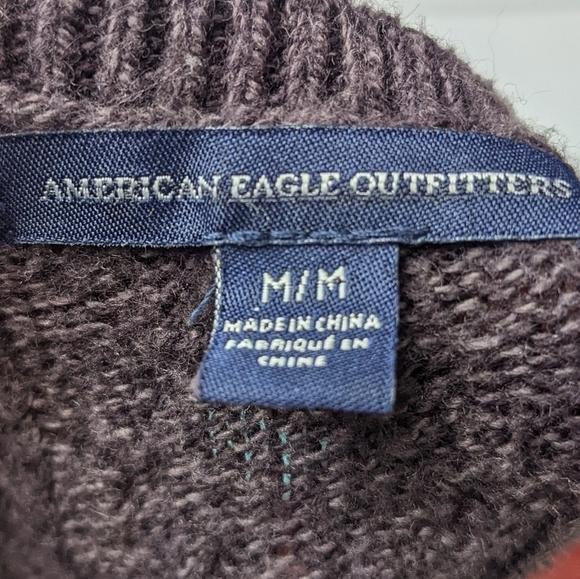 AMERICAN EAGLE OUTFITTERS
M/M
MADE IN CHINA
FABRIQUÉ EN
CHINE